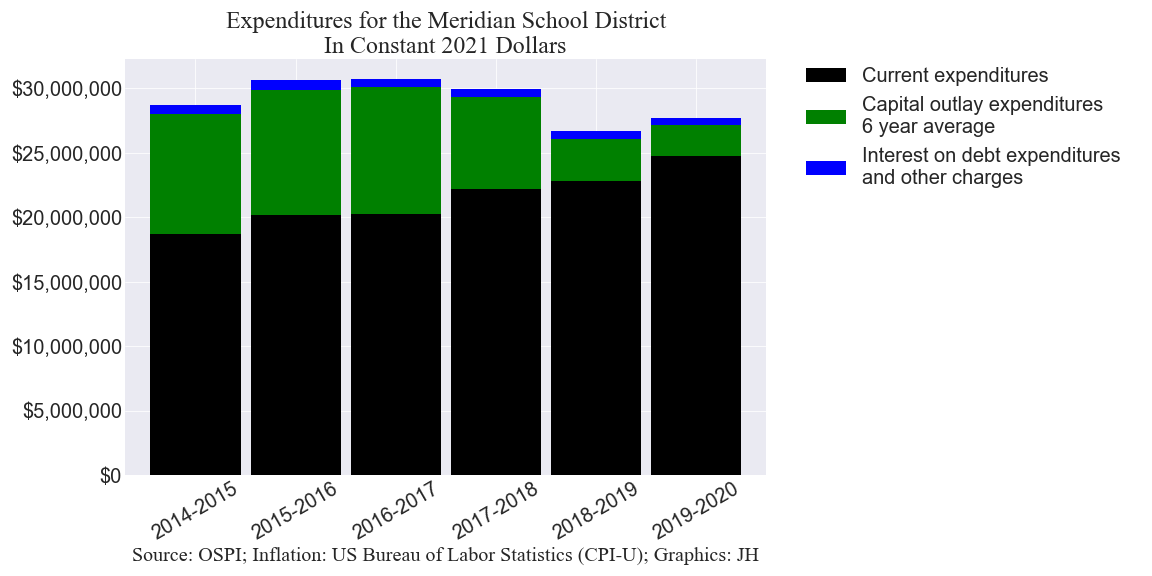 Expenditures for the Meridian School District
In Constant 2021 Dollars
$30,000,000
$25,000,000
$20,000,000
$15,000,000
$10,000,000
$5,000,000
$0
2014-2015
2015-2016
2016-2017
2017-2018
2018-2019
2019-2020
Current expenditures
Capital outlay expenditures
6 year average
Interest on debt expenditures
and other charges
Source: OSPI; Inflation: US Bureau of Labor Statistics (CPI-U); Graphics: JH